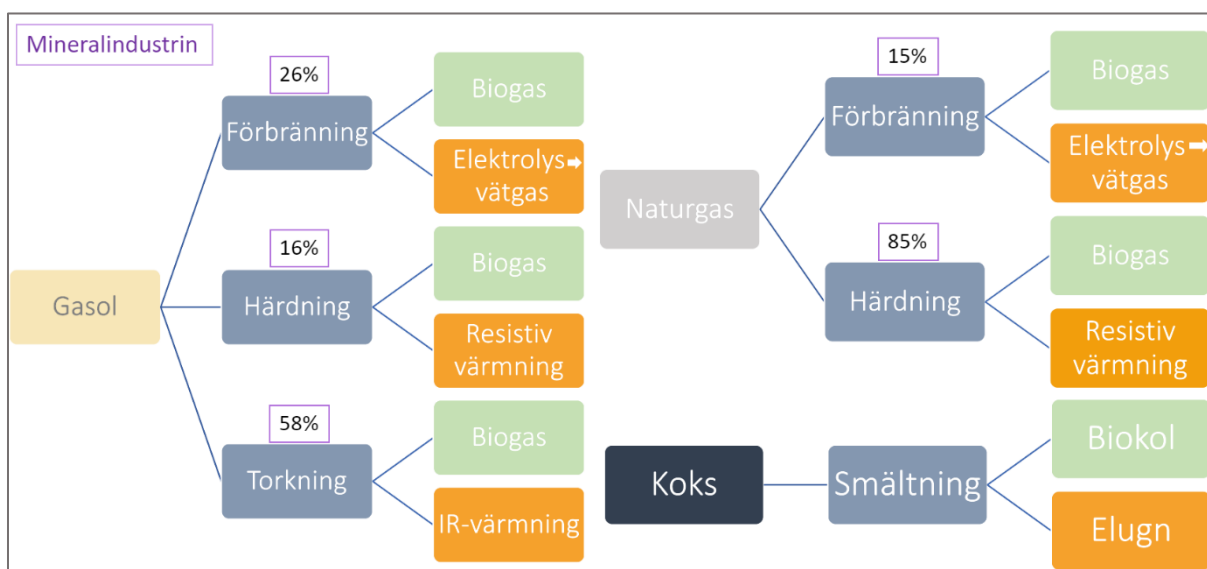 Mineralindustrin
Gasol
26%
Förbränning
Biogas
Elektrolys➡
vätgas
16%
Härdning
Biogas
Resistiv
värmning
58%
Torkning
Biogas
IR-värmning
Naturgas
15%
Förbränning
Biogas
Elektrolys➡
vätgas
85%
Härdning
Biogas
Resistiv
värmning
Koks
Smältning
Biokol
Elugn